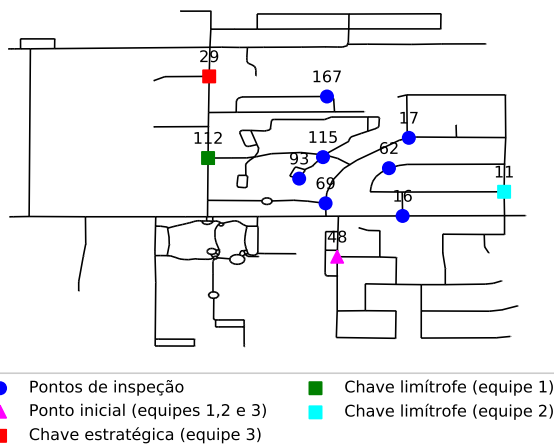 29
167
17
112
115
62
93
11
69
16
48
Pontos de inspeção
Ponto inicial (equipes 1,2 e 3)
Chave estratégica (equipe 3)
Chave limítrofe (equipe 1)
Chave limítrofe (equipe 2)